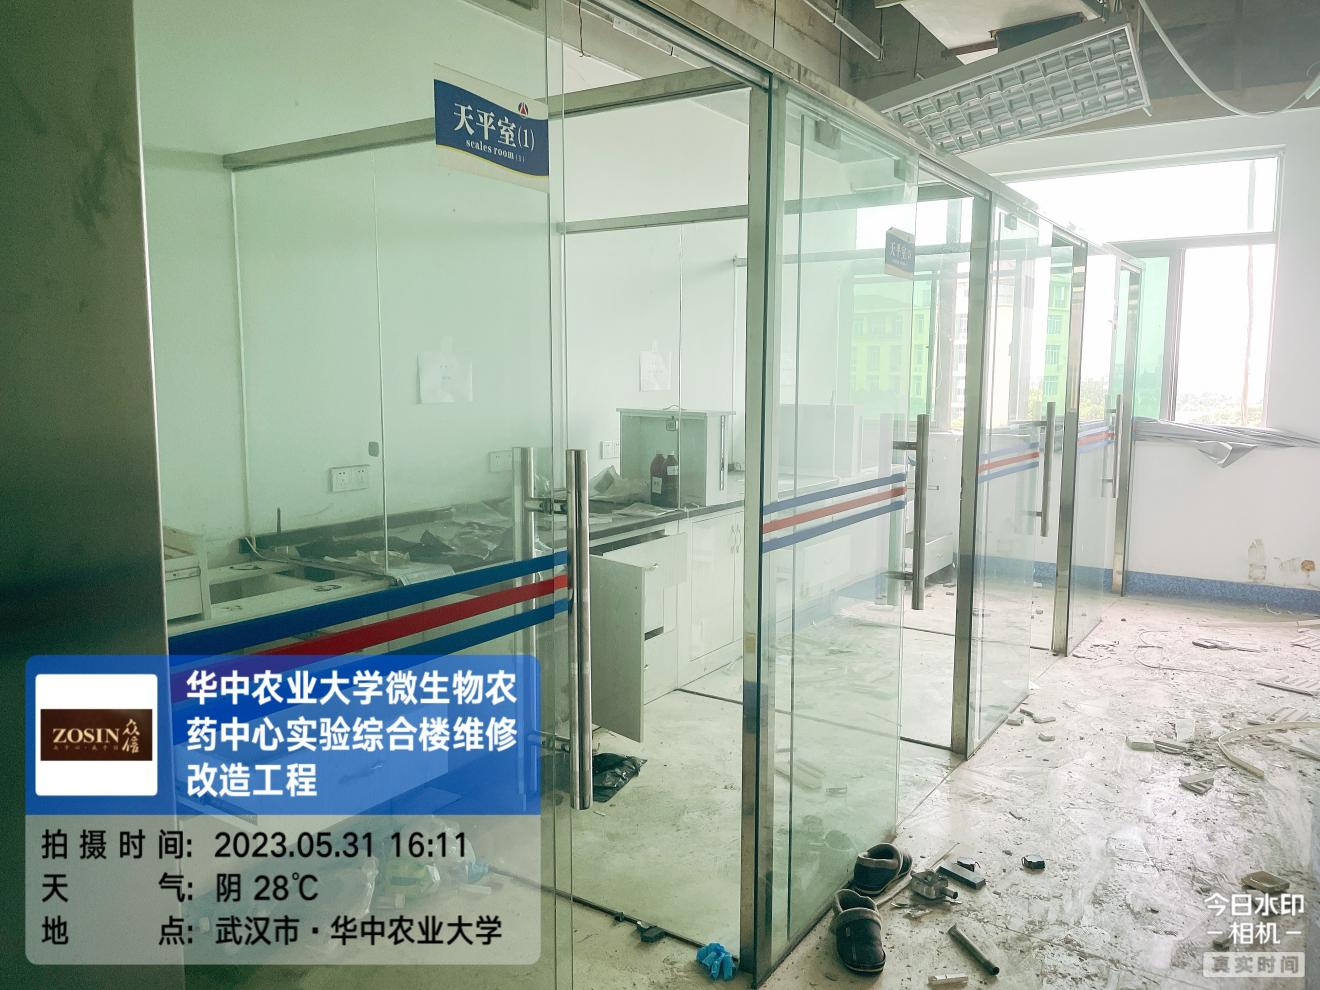 天平室(1)
scales room(1)
天平室
ZOSIN 众信
华中农业大学微生物农
药中心实验综合楼维修
改造工程
拍摄时间: 2023.05.31 16:11
天气: 阴 28℃
地点: 武汉市·华中农业大学
今日水印
相机
真实时间